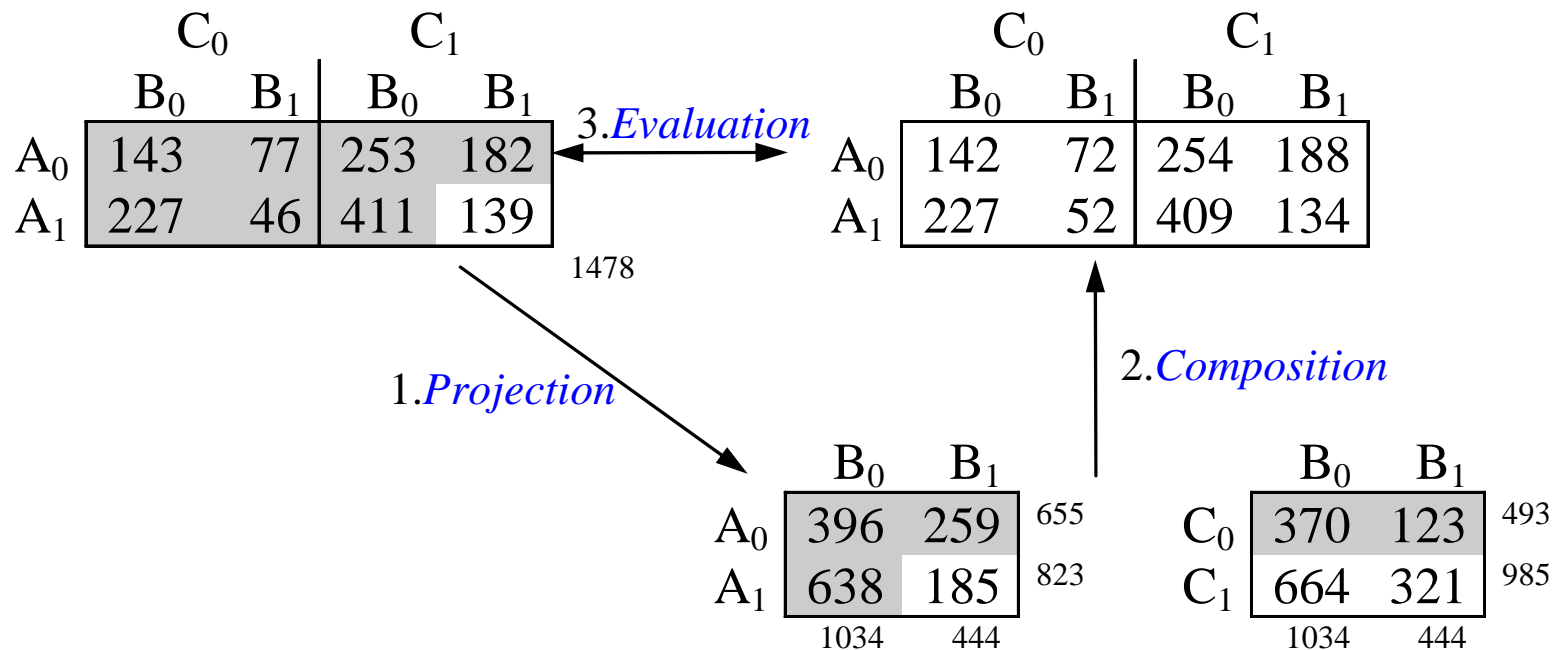 C₀ C₁ C₀ C₁
B₀ B₁ B₀ B₁ B₀ B₁ B₀ B₁
A₀ 143 77 253 182 3.Evaluation A₀ 142 72 254 188
A₁ 227 46 411 139 A₁ 227 52 409 134
1478
1.Projection 2.Composition
B₀ B₁ B₀ B₁
A₀ 396 259 655 C₀ 370 123 493
A₁ 638 185 823 C₁ 664 321 985
1034 444 1034 444